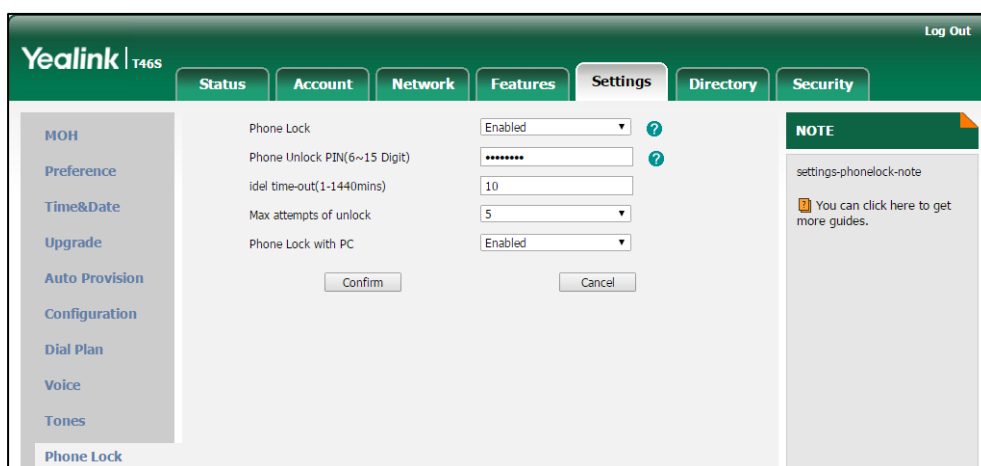 Log Out
Yealink | T46S
Status Account Network Features Settings Directory Security
MOH
Preference
Time&Date
Upgrade
Auto Provision
Configuration
Dial Plan
Voice
Tones
Phone Lock
Phone Lock Enabled ?
Phone Unlock PIN(6~15 Digit) •••••••• ?
idel time-out(1-1440mins) 10
Max attempts of unlock 5
Phone Lock with PC Enabled
Confirm Cancel
NOTE
settings-phonelock-note
? You can click here to get
more guides.